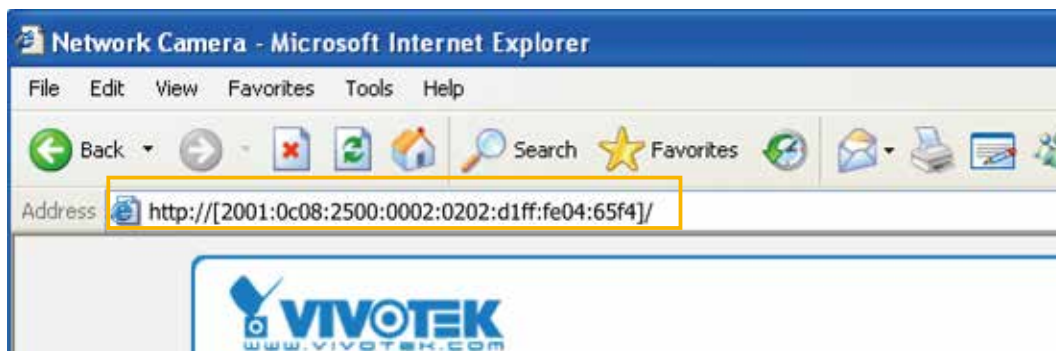 Network Camera - Microsoft Internet Explorer
File Edit View Favorites Tools Help
Back Search Favorites
Address http://[2001:0c08:2500:0002:0202:d1ff:fe04:65f4]/
VIVOTEK
www.vivotek.com